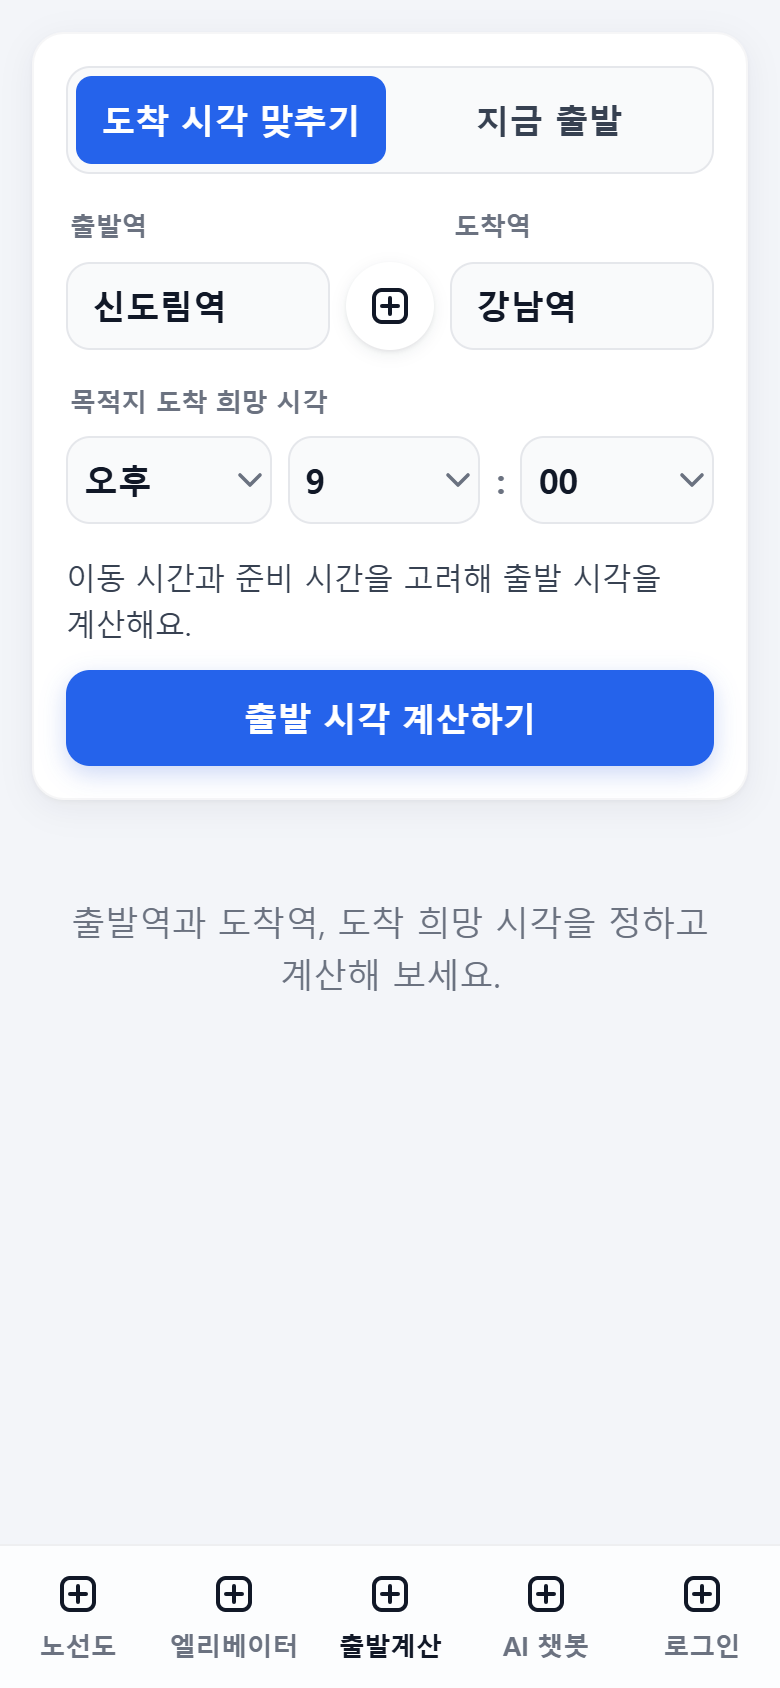 도착 시각 맞추기
지금 출발
출발역
도착역
신도림역
강남역
목적지 도착 희망 시각
오후
9
:
00
이동 시간과 준비 시간을 고려해 출발 시각을
계산해요.
출발 시각 계산하기
출발역과 도착역, 도착 희망 시각을 정하고
계산해 보세요.
노선도
엘리베이터
출발계산
AI 챗봇
로그인